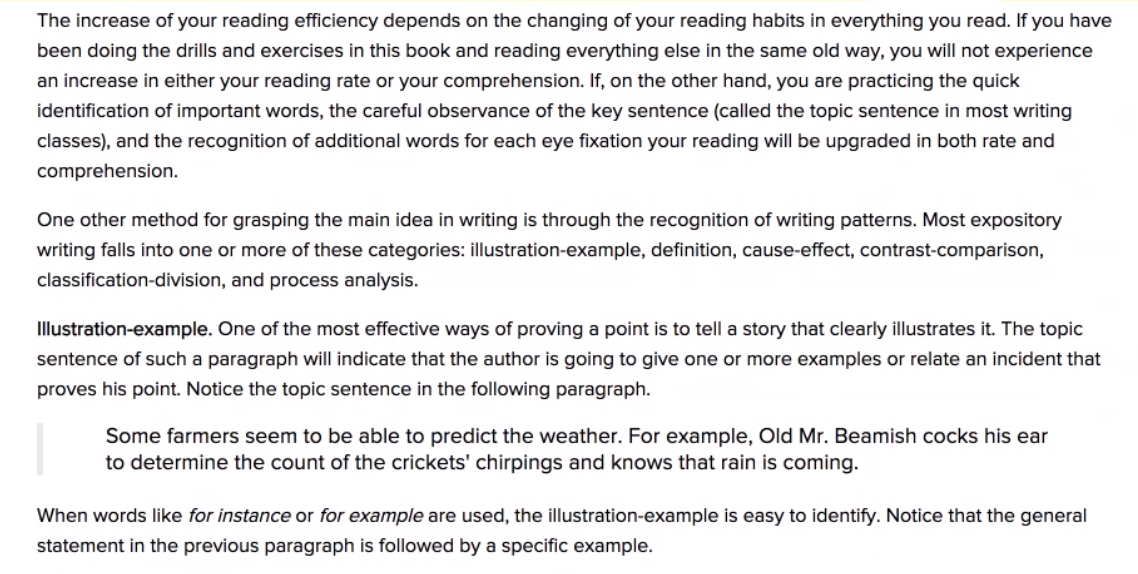 The increase of your reading efficiency depends on the changing of your reading habits in everything you read. If you have
been doing the drills and exercises in this book and reading everything else in the same old way, you will not experience
an increase in either your reading rate or your comprehension. If, on the other hand, you are practicing the quick
identification of important words, the careful observance of the key sentence (called the topic sentence in most writing
classes), and the recognition of additional words for each eye fixation your reading will be upgraded in both rate and
comprehension.
One other method for grasping the main idea in writing is through the recognition of writing patterns. Most expository
writing falls into one or more of these categories: illustration-example, definition, cause-effect, contrast-comparison,
classification-division, and process analysis.
Illustration-example. One of the most effective ways of proving a point is to tell a story that clearly illustrates it. The topic
sentence of such a paragraph will indicate that the author is going to give one or more examples or relate an incident that
proves his point. Notice the topic sentence in the following paragraph.
Some farmers seem to be able to predict the weather. For example, Old Mr. Beamish cocks his ear
to determine the count of the crickets' chirpings and knows that rain is coming.
When words like for instance or for example are used, the illustration-example is easy to identify. Notice that the general
statement in the previous paragraph is followed by a specific example.